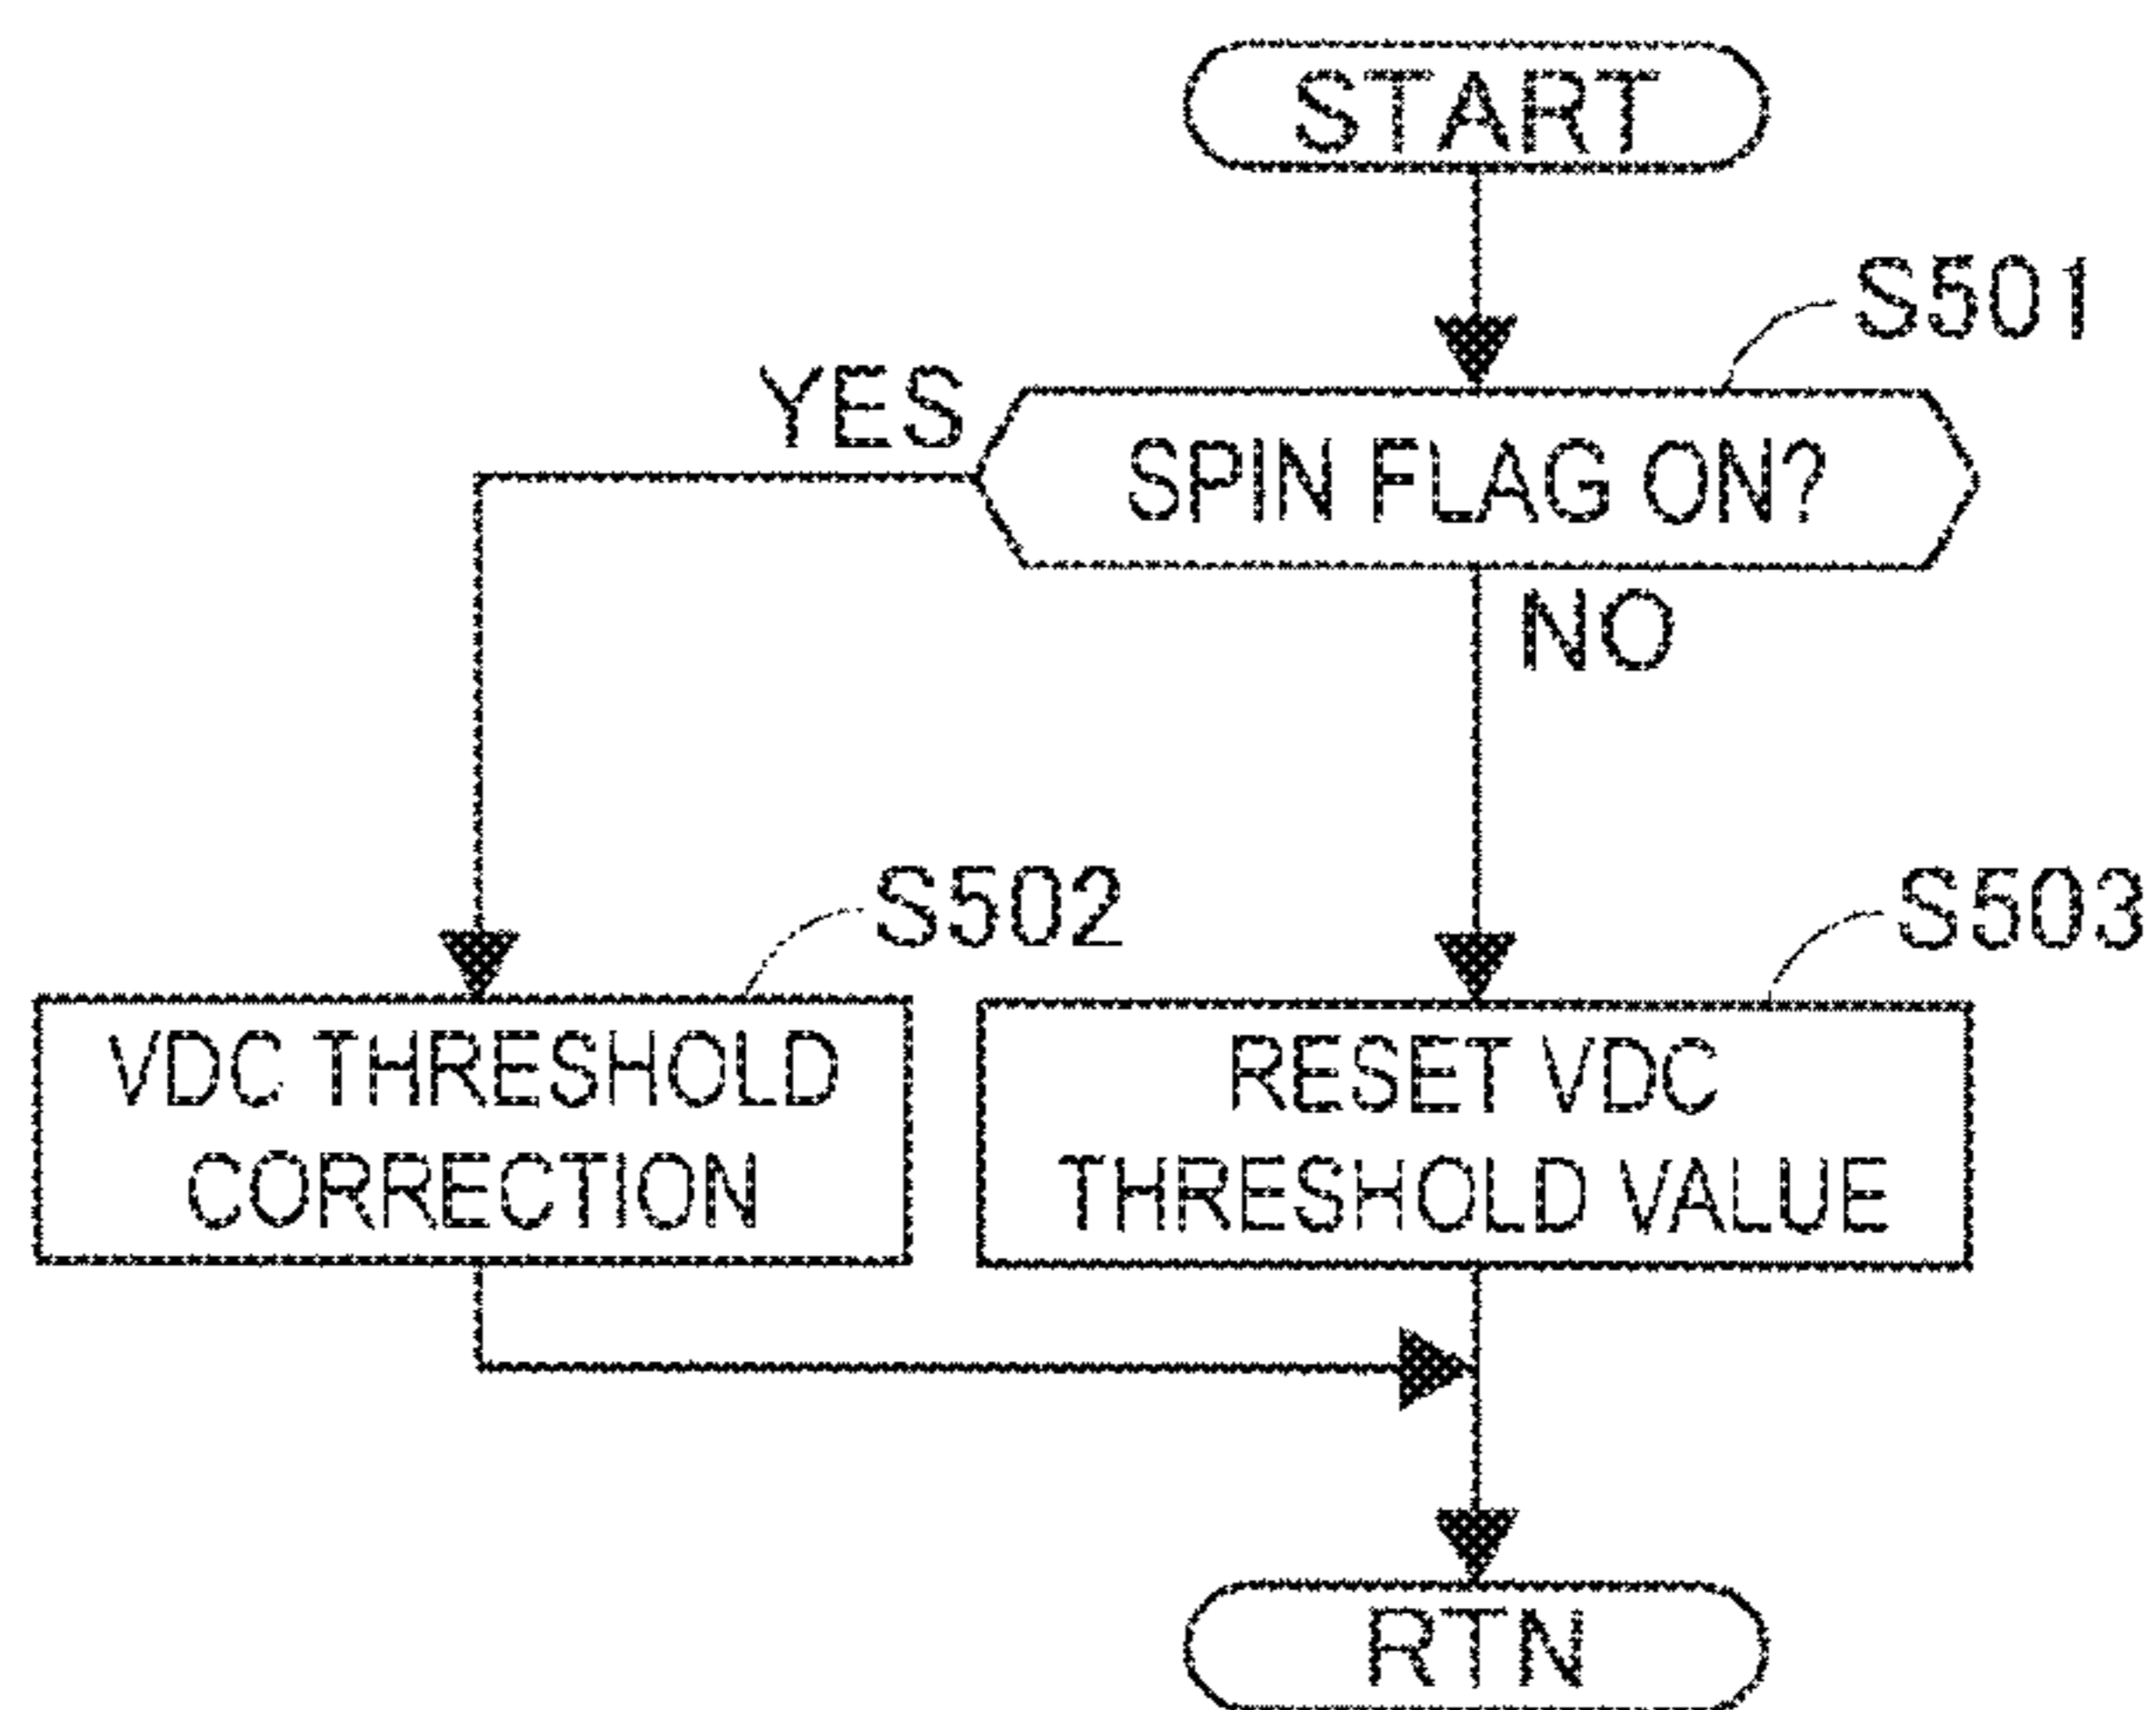 START
S501
YES
SPIN FLAG ON?
NO
S502
S503
VDC THRESHOLD
CORRECTION
RESET VDC
THRESHOLD VALUE
RTN